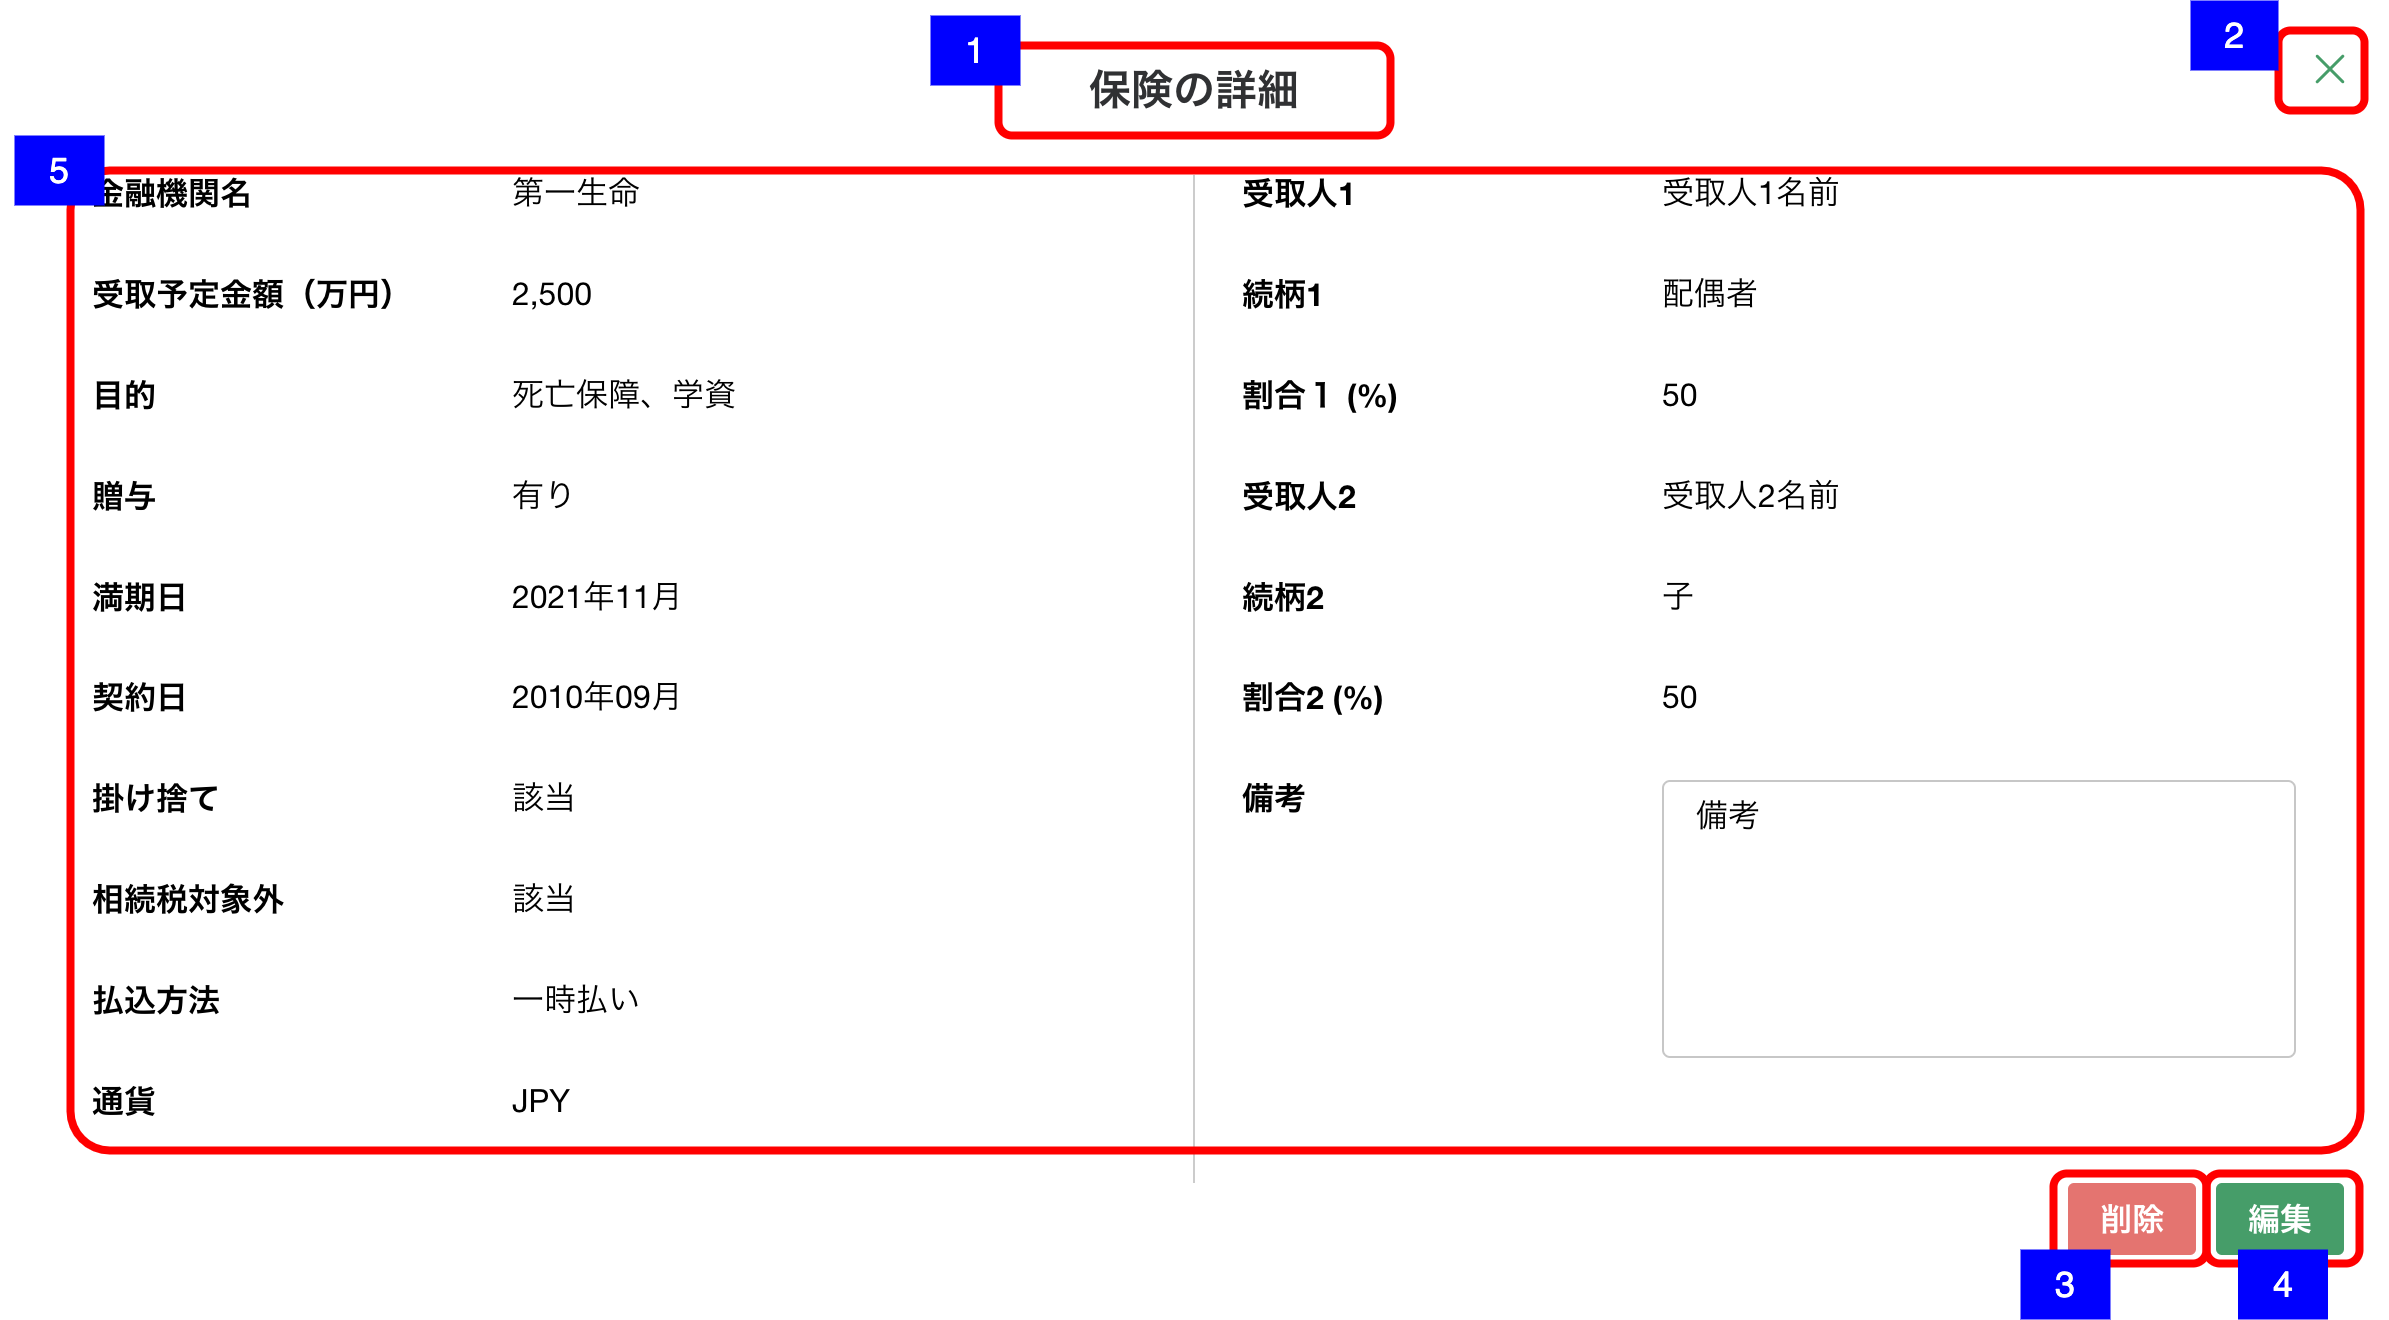 1
保険の詳細
2
5
金融機関名 第一生命
受取予定金額（万円） 2,500
目的 死亡保障、学資
贈与 有り
満期日 2021年11月
契約日 2010年09月
掛け捨て 該当
相続税対象外 該当
払込方法 一時払い
通貨 JPY
受取人1 受取人1名前
続柄1 配偶者
割合１ (%) 50
受取人2 受取人2名前
続柄2 子
割合2 (%) 50
備考 備考
削除
編集
3
4